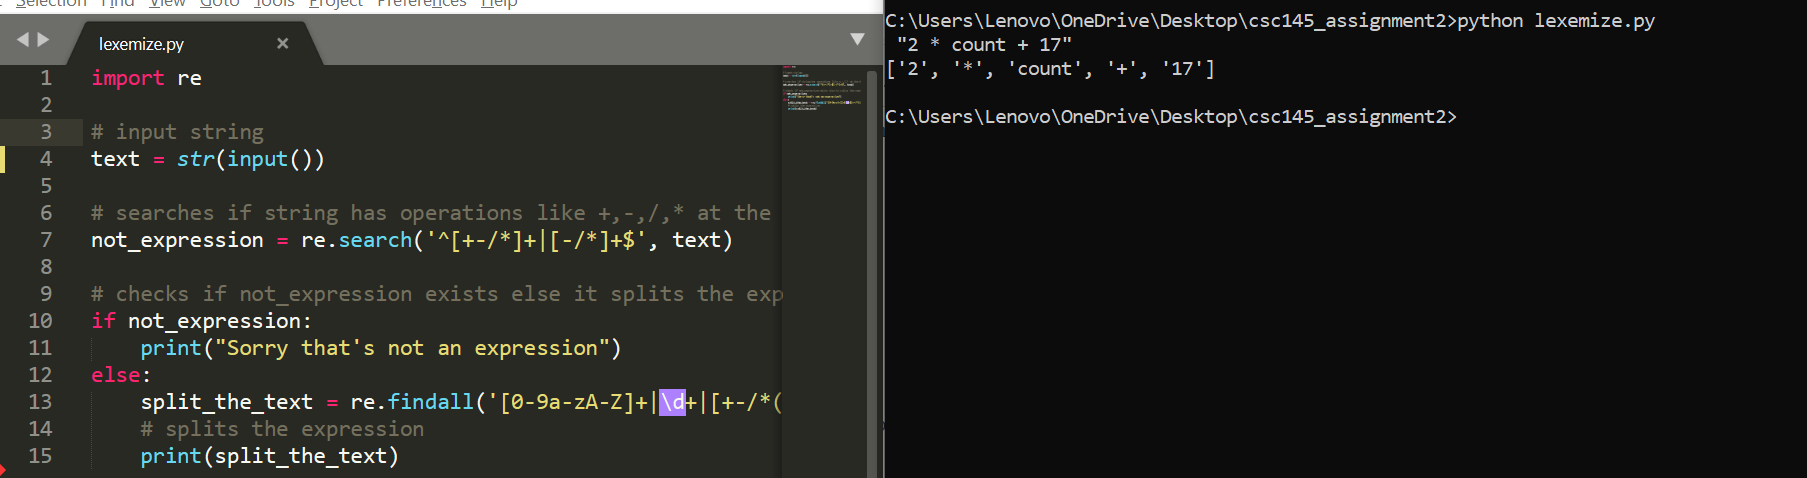 Selection Find View Goto Tools Project Preferences Help
lexemize.py
1 import re
2
3 # input string
4 text = str(input())
5
6 # searches if string has operations like +,-,/,* at the
7 not_expression = re.search('^[+-/*]+|[-/*]+$', text)
8
9 # checks if not_expression exists else it splits the exp
10 if not_expression:
11 print("Sorry that's not an expression")
12 else:
13 split_the_text = re.findall('[0-9a-zA-Z]+|\d+|[+-/*(
14 # splits the expression
15 print(split_the_text)
C:\Users\Lenovo\OneDrive\Desktop\csc145_assignment2>python lexemize.py
"2 * count + 17"
['2', '*', 'count', '+', '17']
C:\Users\Lenovo\OneDrive\Desktop\csc145_assignment2>